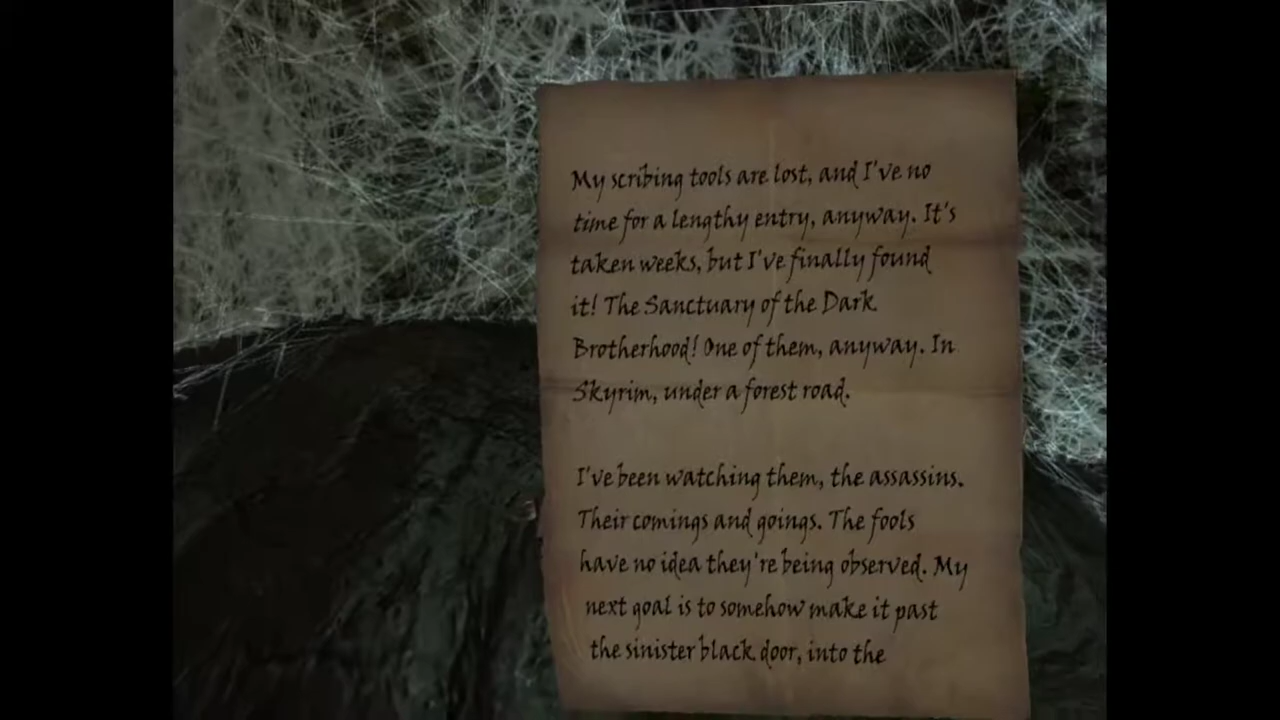 My scribing tools are lost, and I've no
time for a lengthy entry, anyway. It's
taken weeks, but I've finally found
it! The Sanctuary of the Dark
Brotherhood! One of them, anyway. In
Skyrim, under a forest road.
I've been watching them, the assassins.
Their comings and goings. The fools
have no idea they're being observed. My
next goal is to somehow make it past
the sinister black door, into the